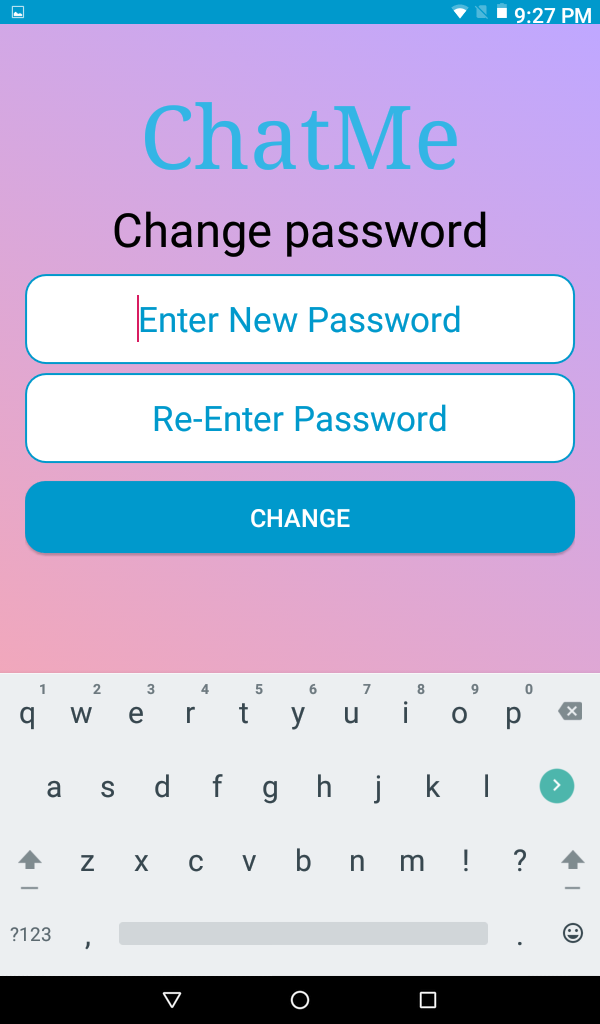 9:27 PM
ChatMe
Change password
Enter New Password
Re-Enter Password
CHANGE
1 2 3 4 5 6 7 8 9 0
q w e r t y u i o p
a s d f g h j k l
z x c v b n m ! ?
?123 , .